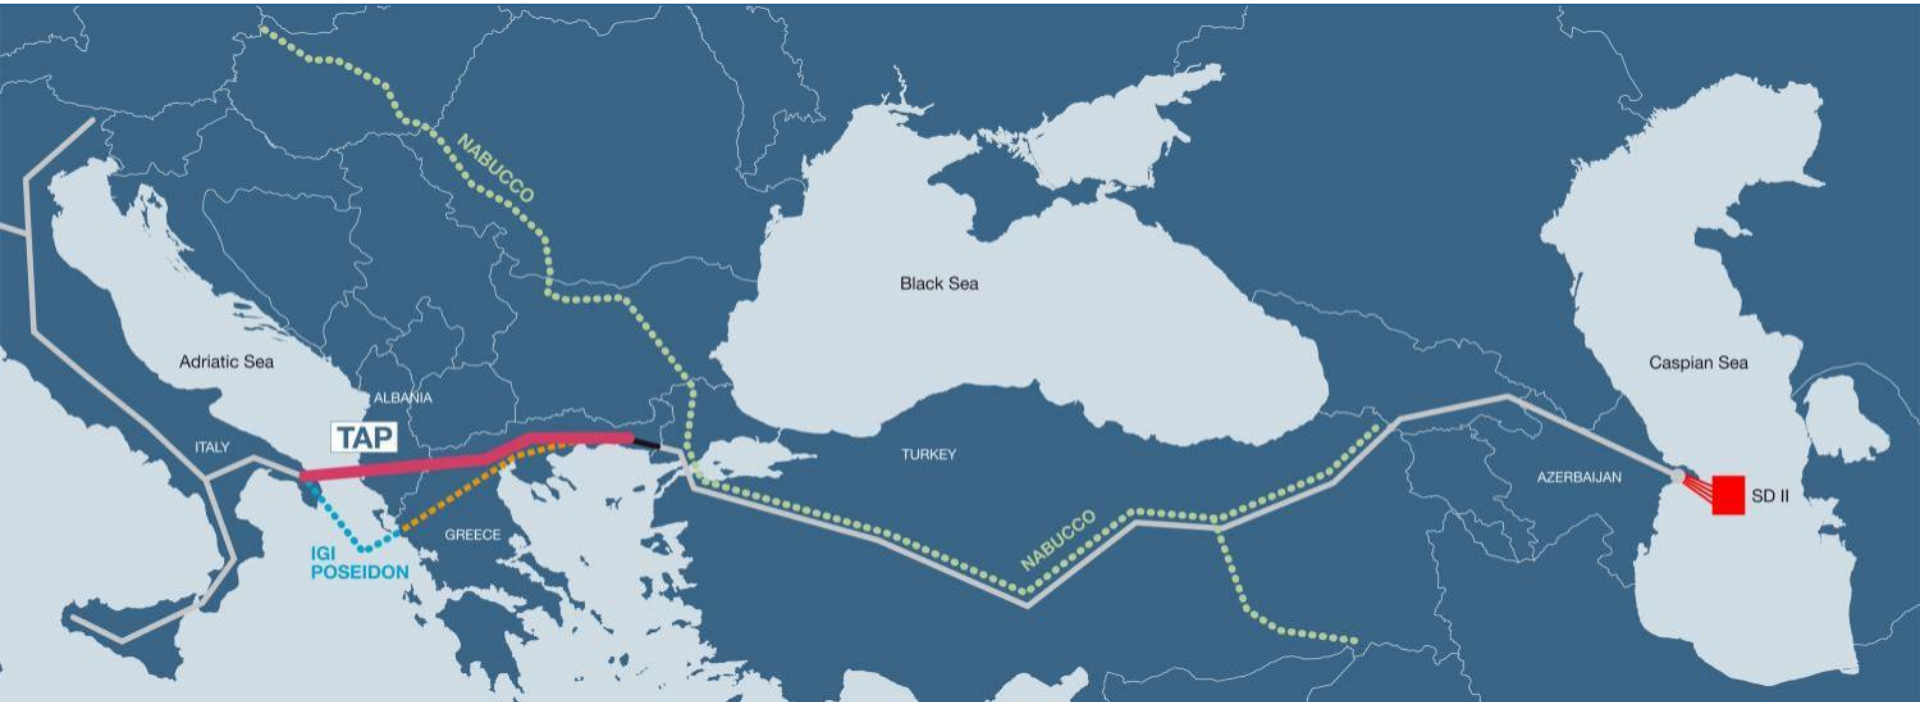 NABUCCO
Black Sea
Adriatic Sea
Caspian Sea
ALBANIA
TAP
ITALY
TURKEY
AZERBAIJAN
SD II
GREECE
NABUCCO
IGI
POSEIDON